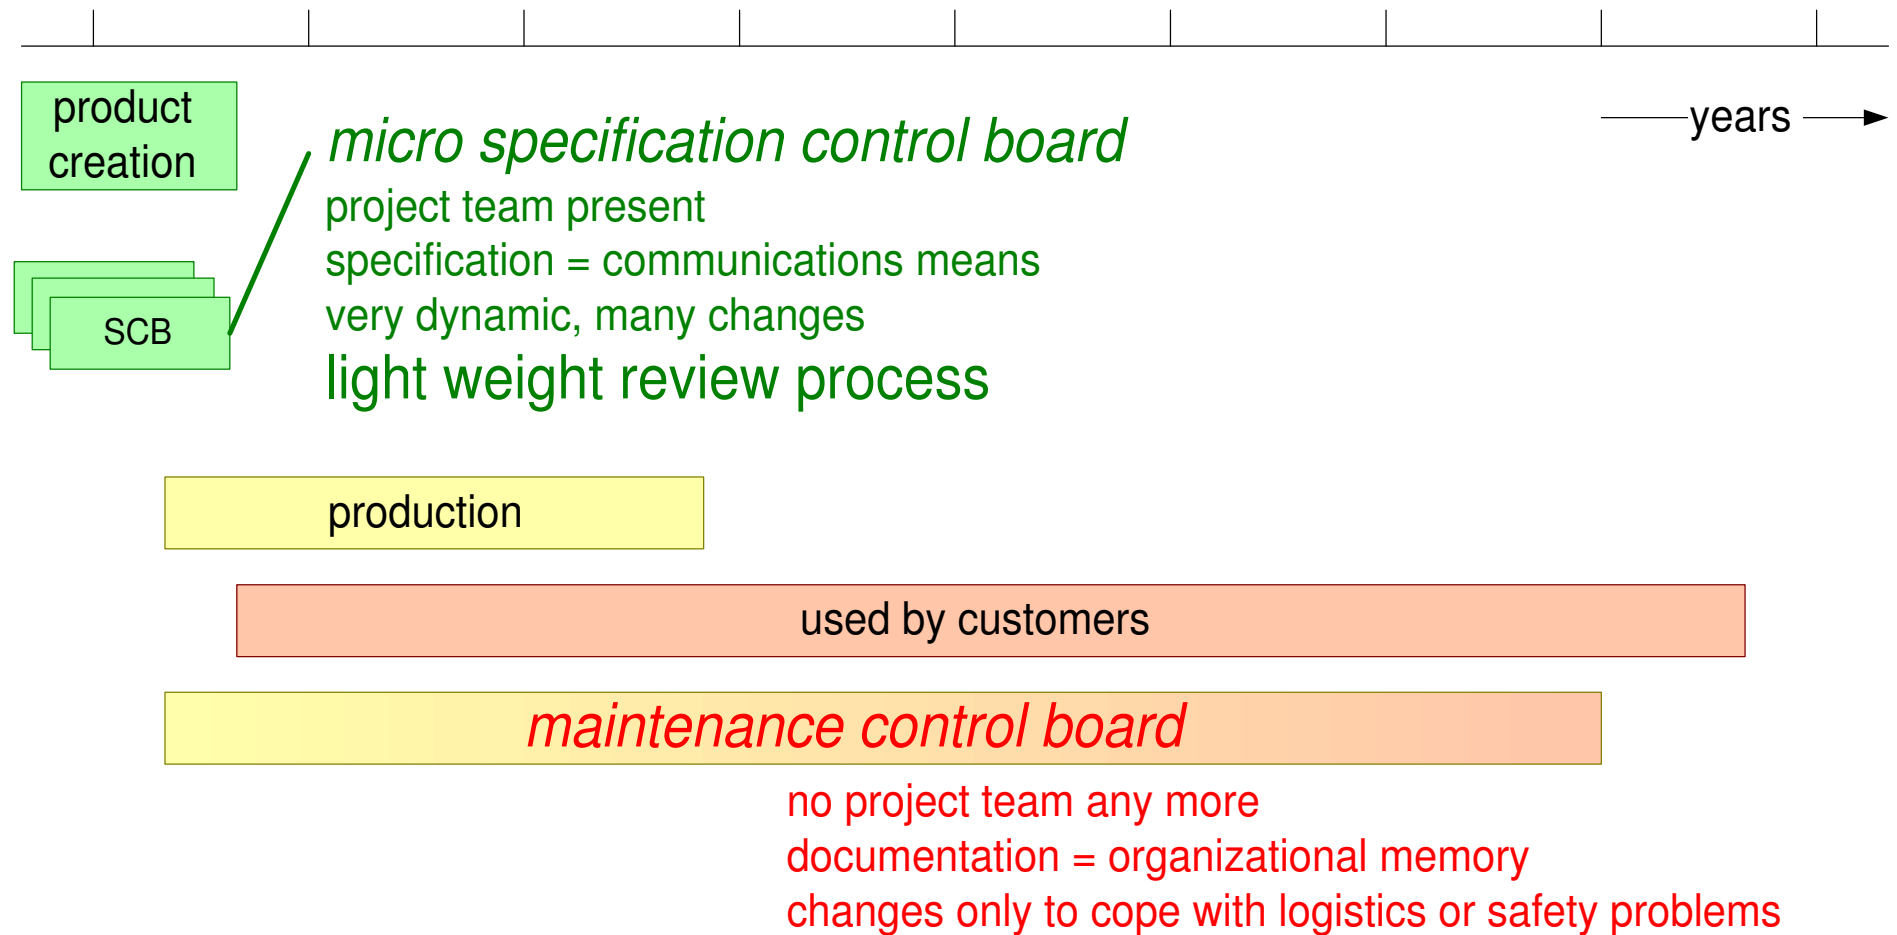 product
creation
years
micro specification control board
project team present
specification = communications means
very dynamic, many changes
light weight review process
SCB
production
used by customers
maintenance control board
no project team any more
documentation = organizational memory
changes only to cope with logistics or safety problems